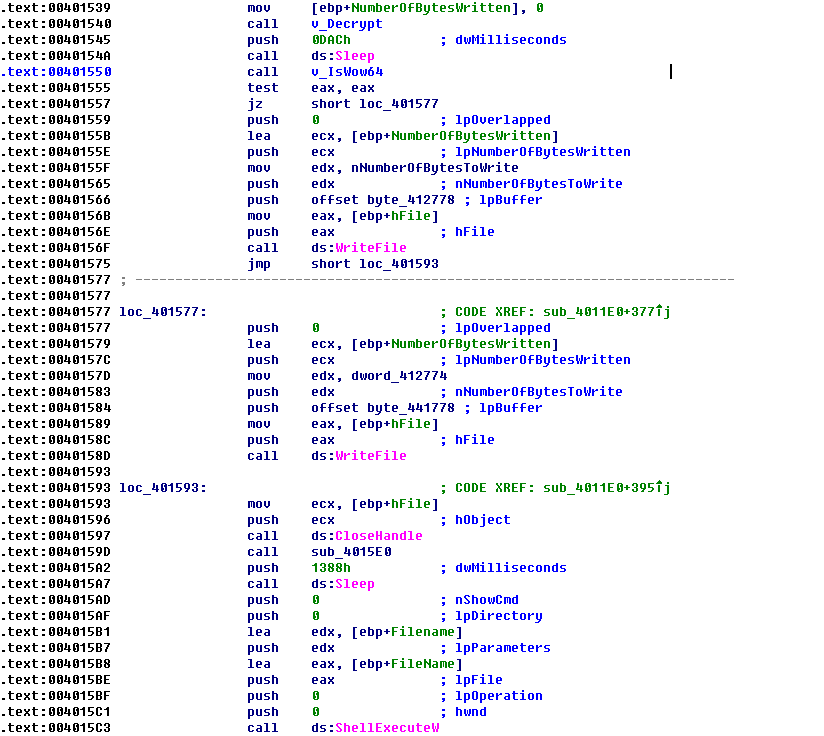 .text:00401539 mov [ebp+NumberOfBytesWritten], 0
.text:00401540 call v_Decrypt
.text:00401545 push 0DACh ; dwMilliseconds
.text:0040154A call ds:Sleep
.text:00401550 call v_IsWow64
.text:00401555 test eax, eax
.text:00401557 jz short loc_401577
.text:00401559 push 0 ; lpOverlapped
.text:0040155B lea ecx, [ebp+NumberOfBytesWritten]
.text:0040155E push ecx ; lpNumberOfBytesWritten
.text:0040155F mov edx, nNumberOfBytesToWrite
.text:00401565 push edx ; nNumberOfBytesToWrite
.text:00401566 push offset byte_412778 ; lpBuffer
.text:0040156B mov eax, [ebp+hFile]
.text:0040156E push eax ; hFile
.text:0040156F call ds:WriteFile
.text:00401575 jmp short loc_401593
.text:00401577 ; ---------------------------------------------------------------------------
.text:00401577
.text:00401577 loc_401577: ; CODE XREF: sub_4011E0+377↑j
.text:00401577 push 0 ; lpOverlapped
.text:00401579 lea ecx, [ebp+NumberOfBytesWritten]
.text:0040157C push ecx ; lpNumberOfBytesWritten
.text:0040157D mov edx, dword_412774
.text:00401583 push edx ; nNumberOfBytesToWrite
.text:00401584 push offset byte_441778 ; lpBuffer
.text:00401589 mov eax, [ebp+hFile]
.text:0040158C push eax ; hFile
.text:0040158D call ds:WriteFile
.text:00401593
.text:00401593 loc_401593: ; CODE XREF: sub_4011E0+395↑j
.text:00401593 mov ecx, [ebp+hFile]
.text:00401596 push ecx ; hObject
.text:00401597 call ds:CloseHandle
.text:0040159D call sub_4015E0
.text:004015A2 push 1388h ; dwMilliseconds
.text:004015A7 call ds:Sleep
.text:004015AD push 0 ; nShowCmd
.text:004015AF push 0 ; lpDirectory
.text:004015B1 lea edx, [ebp+Filename]
.text:004015B7 push edx ; lpParameters
.text:004015B8 lea eax, [ebp+FileName]
.text:004015BE push eax ; lpFile
.text:004015BF push 0 ; lpOperation
.text:004015C1 push 0 ; hwnd
.text:004015C3 call ds:ShellExecuteW